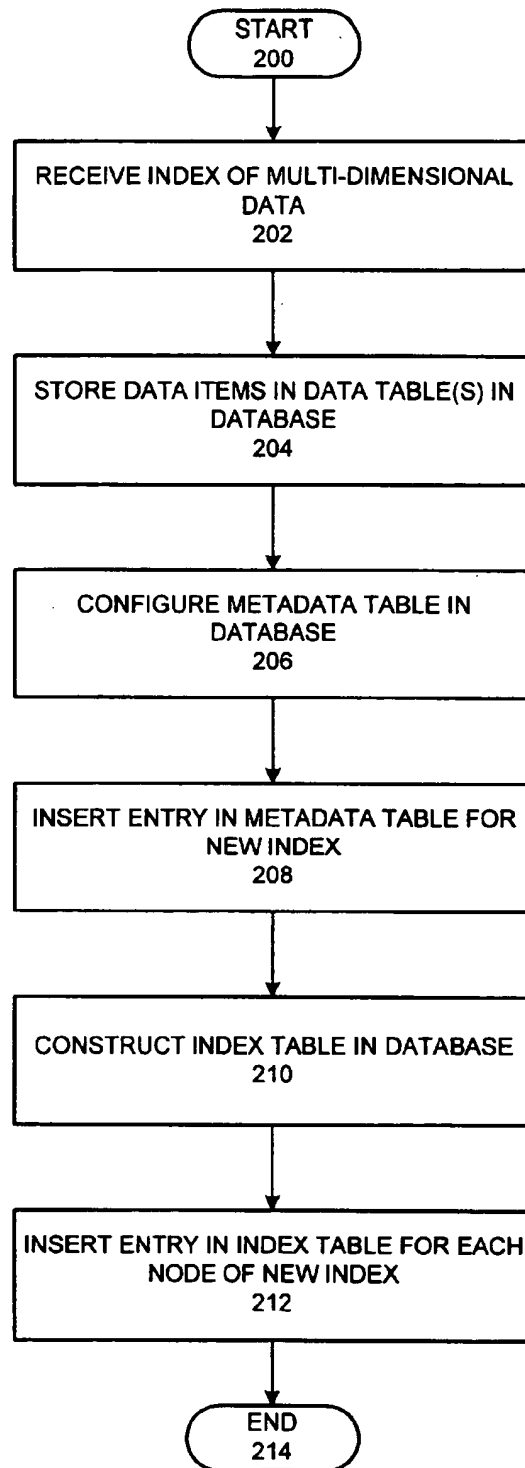 START
200
RECEIVE INDEX OF MULTI-DIMENSIONAL
DATA
202
STORE DATA ITEMS IN DATA TABLE(S) IN
DATABASE
204
CONFIGURE METADATA TABLE IN
DATABASE
206
INSERT ENTRY IN METADATA TABLE FOR
NEW INDEX
208
CONSTRUCT INDEX TABLE IN DATABASE
210
INSERT ENTRY IN INDEX TABLE FOR EACH
NODE OF NEW INDEX
212
END
214